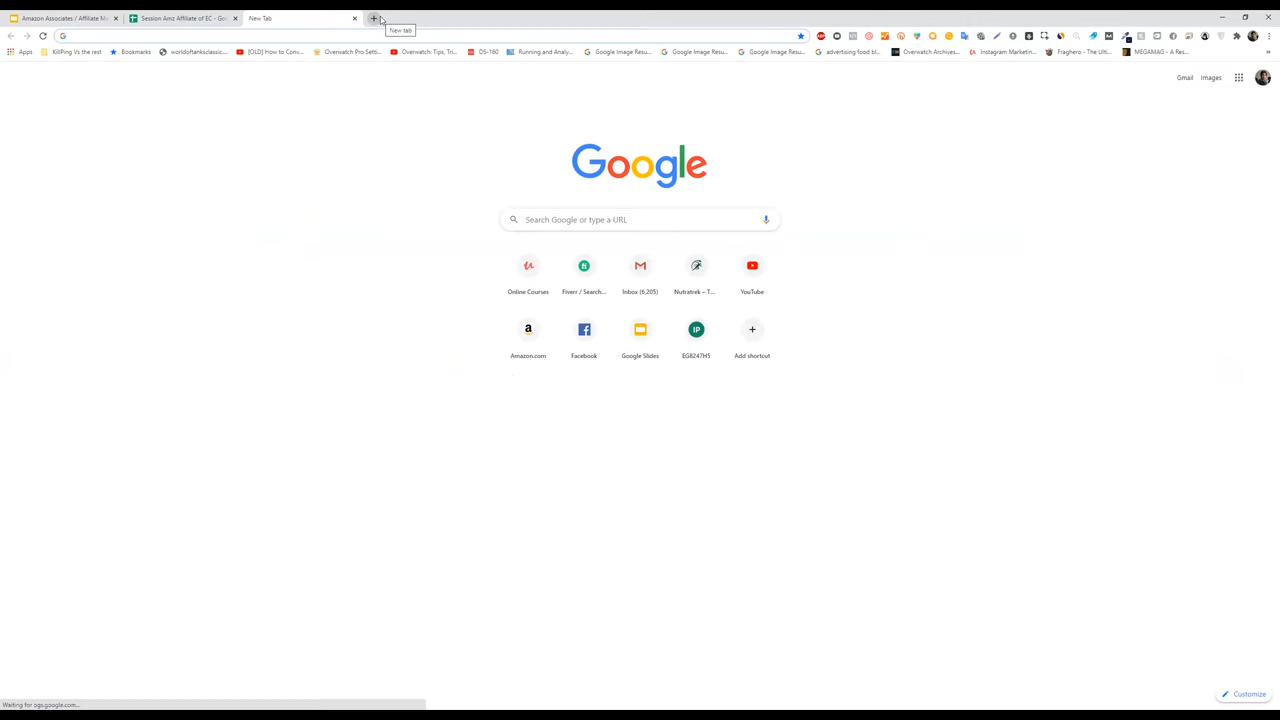 Amazon Associates / Affiliate M
Session Amz Affiliate of EC - Go
New Tab
New tab
Apps
KillPing Vs the rest
Bookmarks
worldoftanksclassic...
[OLD] How to Conv...
Overwatch Pro Setti...
Overwatch: Tips, Tri...
DS-160
Running and Analy...
Google Image Resu...
Google Image Resu...
Google Image Resu...
advertising food bl...
Overwatch Archives...
Instagram Marketin...
Fraghero - The Ulti...
MEGAMAG - A Res...
»
Gmail
Images
Google
Search Google or type a URL
Online Courses
Fiverr / Search...
Inbox (6,205)
Nutratrek – T...
YouTube
Amazon.com
Facebook
Google Slides
IP
EG8247H5
Add shortcut
Waiting for ogs.google.com...
Customize